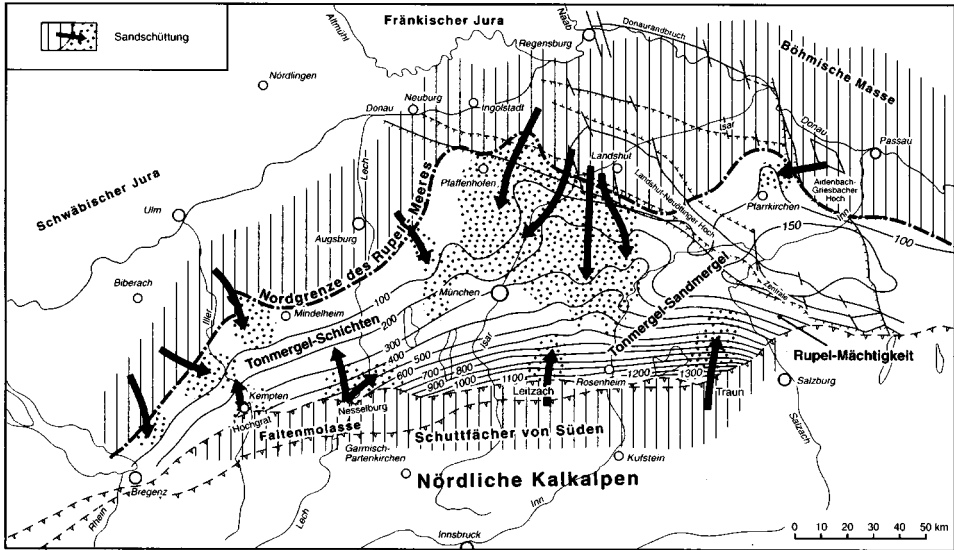 Sandschüttung
Fränkischer Jura
Altmühl
Naab
Donaurandbruch
Regensburg
Böhmische Masse
Nördlingen
Neuburg
Ingolstadt
Donau
Isar
Donau
Passau
Lech
Landshut
Pfaffenhofen
Schwäbischer Jura
Ulm
Augsburg
Nordgrenze des Rupel-Meeres
Landshut-Neuöttinger Hoch
Pfarrkirchen
Aidenbach-
Griesbacher
Hoch
Inn
150
100
Biberach
Iller
Mindelheim
München
100
200
Tonmergel-Schichten
Tonmergel-Sandmergel
Zentrale
300
400
500
600
700
800
900
1000
1100
1200
1300
Isar
Rupel-Mächtigkeit
Kempten
Hochgrat
Nesselburg
Leitzach
Rosenheim
Traun
Salzburg
Salzach
Faltenmolasse
Schuttfächer von Süden
Garmisch-
Partenkirchen
Kufstein
Nördliche Kalkalpen
Bregenz
Rhein
Lech
Inn
Innsbruck
0 10 20 30 40 50 km